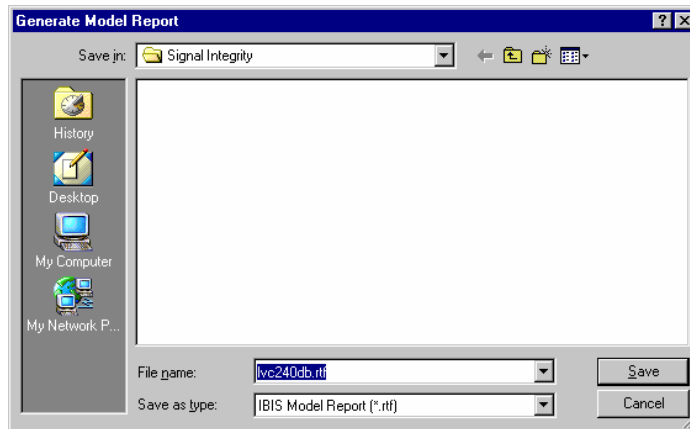 Generate Model Report
Save in: Signal Integrity
History
Desktop
My Computer
My Network P...
File name: lvc240db.rtf Save
Save as type: IBIS Model Report (*.rtf) Cancel